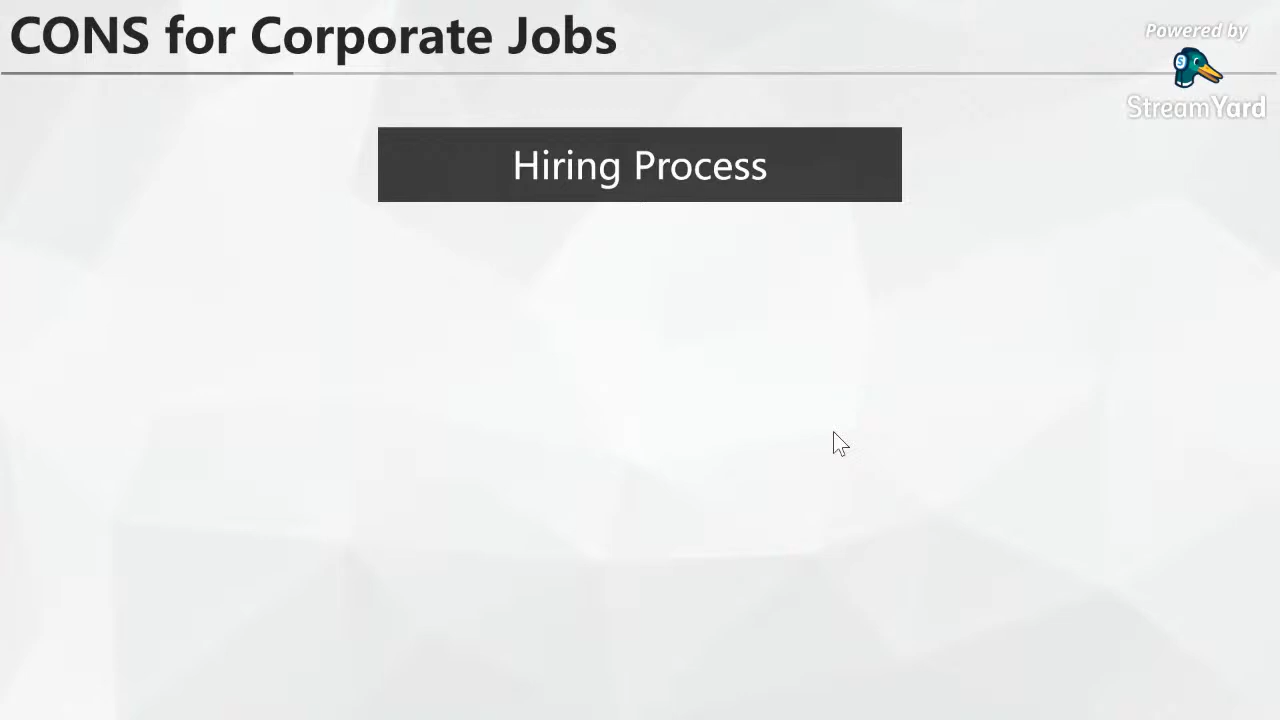 CONS for Corporate Jobs
Powered by
S
StreamYard
Hiring Process